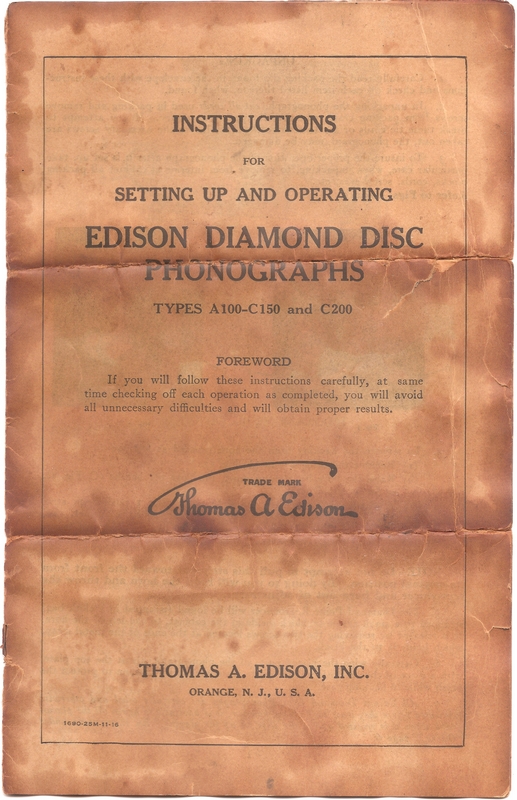 INSTRUCTIONS
FOR
SETTING UP AND OPERATING
EDISON DIAMOND DISC
PHONOGRAPHS
TYPES A100-C150 and C200
FOREWORD
If you will follow these instructions carefully, at same
time checking off each operation as completed, you will avoid
all unnecessary difficulties and will obtain proper results.
TRADE MARK
Thomas A Edison
THOMAS A. EDISON, INC.
ORANGE, N. J., U. S. A.
1690-25M-11-16